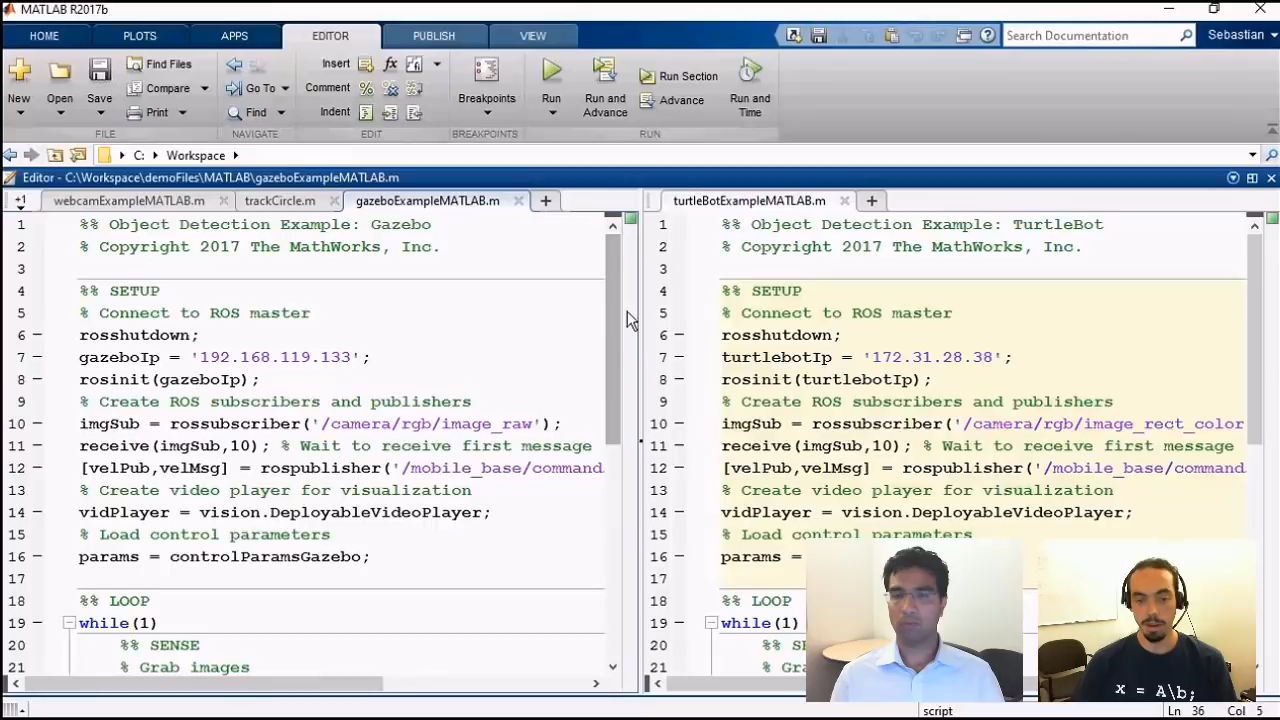 MATLAB R2017b
HOME PLOTS APPS EDITOR PUBLISH VIEW Search Documentation Sebastian
New Open Save Find Files Compare Print
FILE
Go To Find
NAVIGATE
Insert fx Comment % Indent
EDIT
Breakpoints
BREAKPOINTS
Run Run and Advance Run Section Advance Run and Time
RUN
C: Workspace
Editor - C:\Workspace\demoFiles\MATLAB\gazeboExampleMATLAB.m
+1 webcamExampleMATLAB.m trackCircle.m gazeboExampleMATLAB.m +
1 %% Object Detection Example: Gazebo
2 % Copyright 2017 The MathWorks, Inc.
3
4 %% SETUP
5 % Connect to ROS master
6 rosshutdown;
7 gazeboIp = '192.168.119.133';
8 rosinit(gazeboIp);
9 % Create ROS subscribers and publishers
10 imgSub = rossubscriber('/camera/rgb/image_raw');
11 receive(imgSub,10); % Wait to receive first message
12 [velPub,velMsg] = rospublisher('/mobile_base/command
13 % Create video player for visualization
14 vidPlayer = vision.DeployableVideoPlayer;
15 % Load control parameters
16 params = controlParamsGazebo;
17
18 %% LOOP
19 while(1)
20 %% SENSE
21 % Grab images
turtleBotExampleMATLAB.m +
1 %% Object Detection Example: TurtleBot
2 % Copyright 2017 The MathWorks, Inc.
3
4 %% SETUP
5 % Connect to ROS master
6 rosshutdown;
7 turtlebotIp = '172.31.28.38';
8 rosinit(turtlebotIp);
9 % Create ROS subscribers and publishers
10 imgSub = rossubscriber('/camera/rgb/image_rect_color
11 receive(imgSub,10); % Wait to receive first message
12 [velPub,velMsg] = rospublisher('/mobile_base/command
13 % Create video player for visualization
14 vidPlayer = vision.DeployableVideoPlayer;
15 % Load control parameters
16 params =
17
18 %% LOOP
19 while(1)
20 %% SE
21 % Gra
x = A\b;
script Ln 36 Col 5